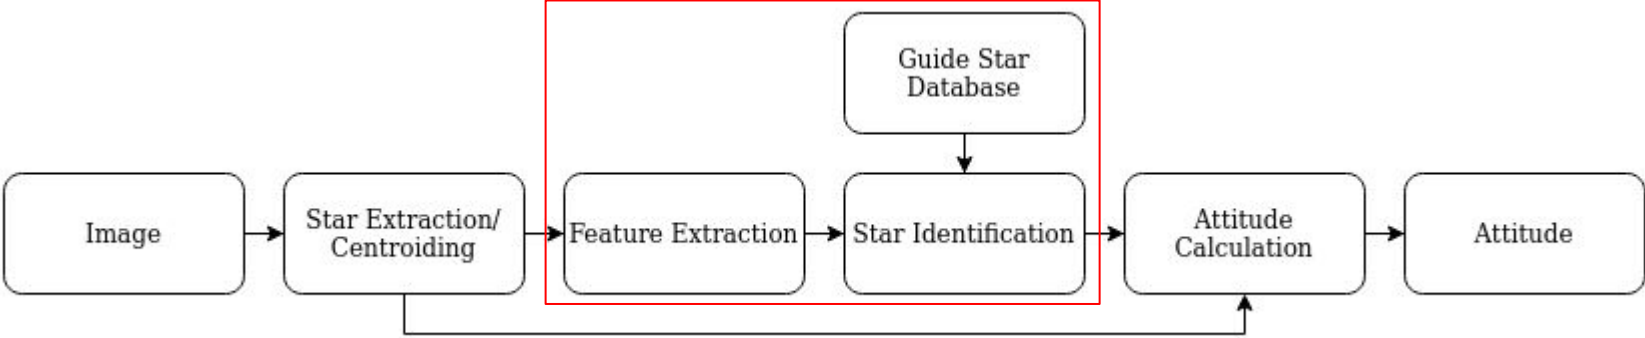 Guide Star
Database
Image
Star Extraction/
Centroiding
Feature Extraction
Star Identification
Attitude
Calculation
Attitude